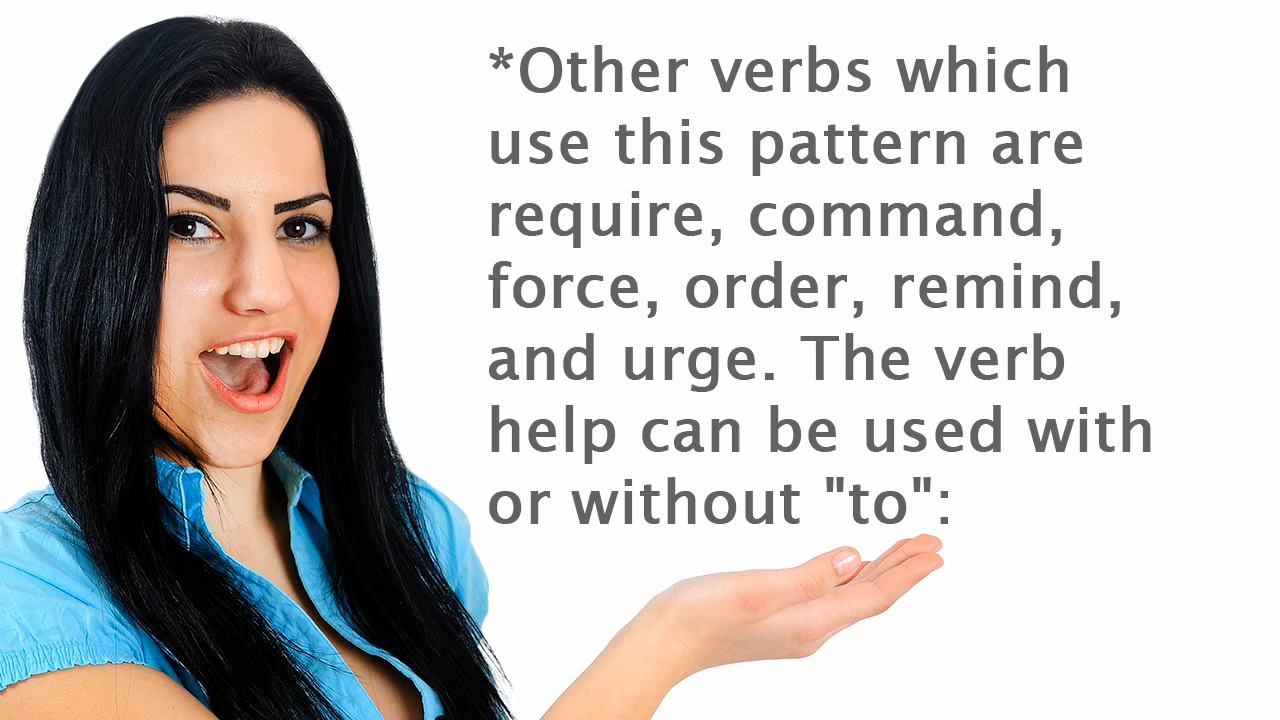 *Other verbs which
use this pattern are
require, command,
force, order, remind,
and urge. The verb
help can be used with
or without "to":